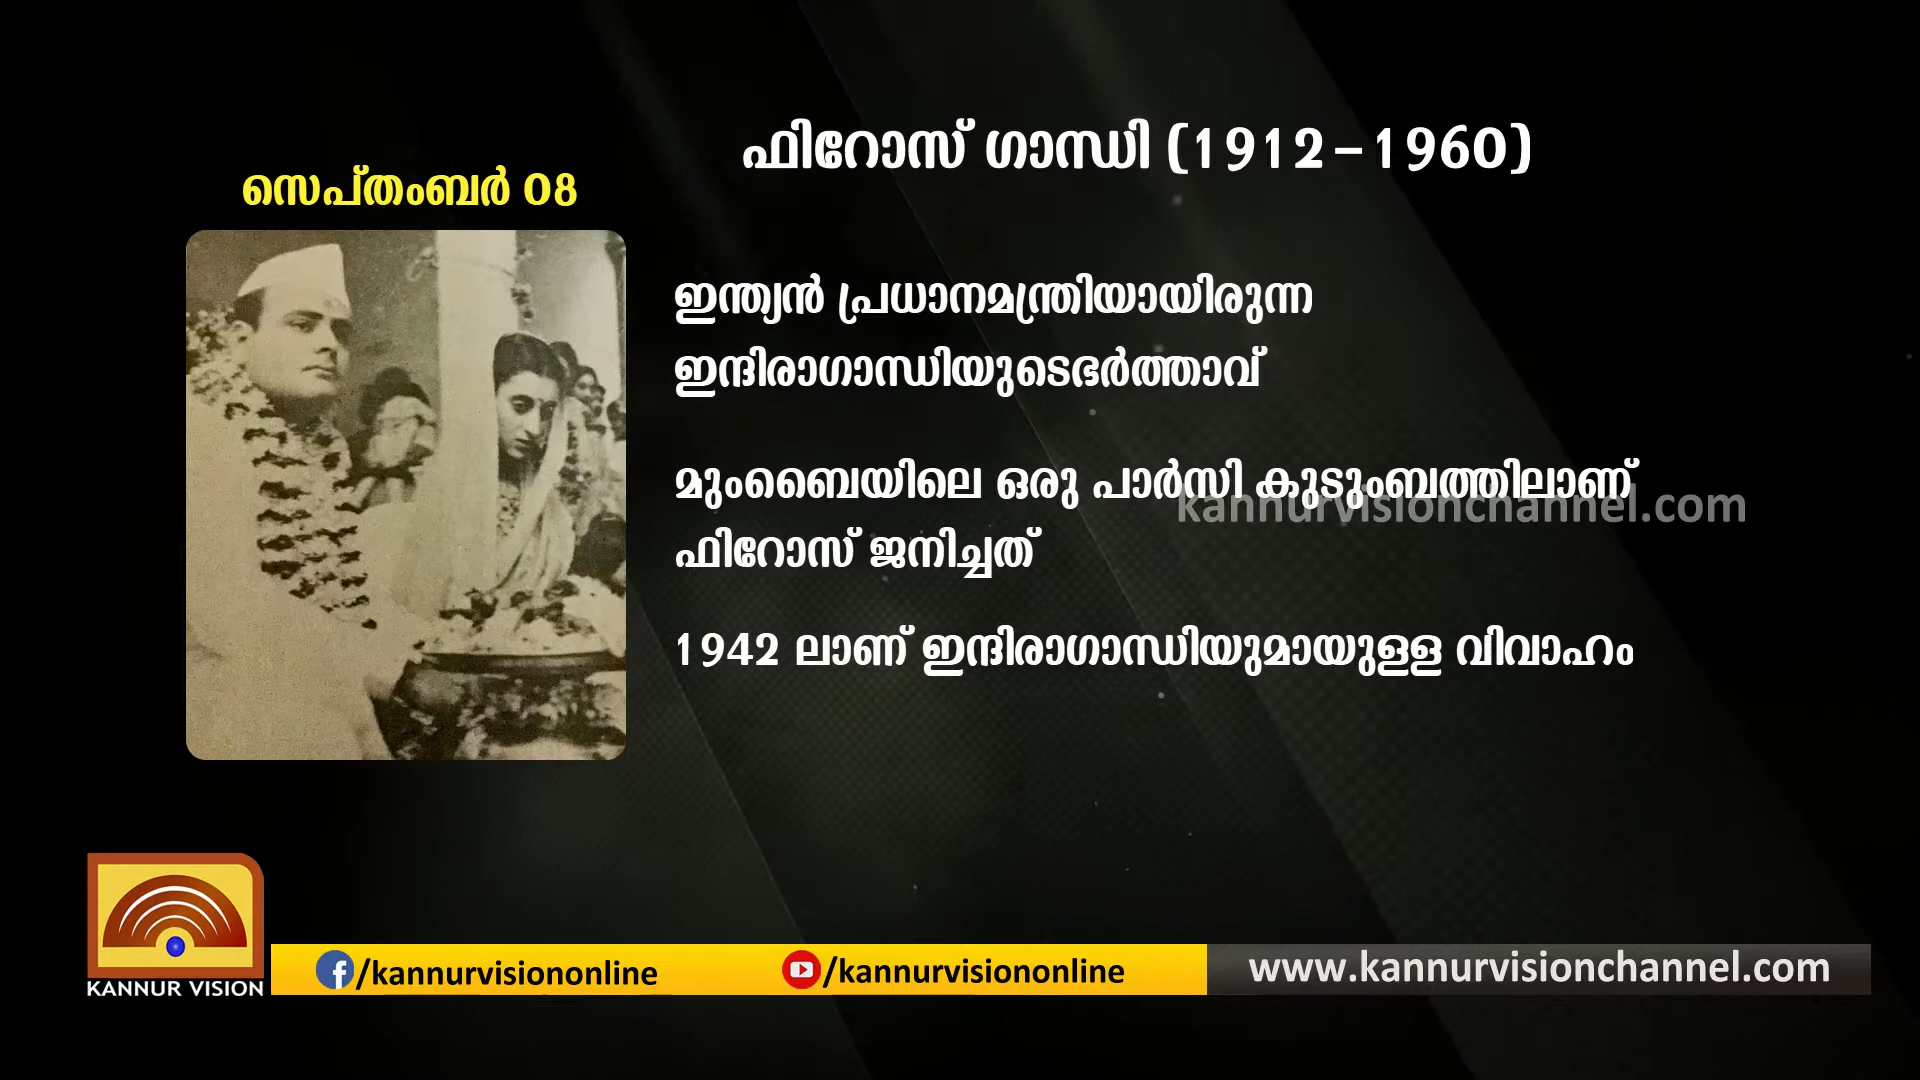 ഫിറോസ് ഗാന്ധി (1912-1960)
സെപ്തംബർ 08
ഇന്ത്യൻ പ്രധാനമന്ത്രിയായിരുന്ന
ഇന്ദിരാഗാന്ധിയുടെഭർത്താവ്
മുംബൈയിലെ ഒരു പാർസി കുടുംബത്തിലാണ്
ഫിറോസ് ജനിച്ചത്
kannurvisionchannel.com
1942 ലാണ് ഇന്ദിരാഗാന്ധിയുമായുളള വിവാഹം
KANNUR VISION
/kannurvisiononline
/kannurvisiononline
www.kannurvisionchannel.com